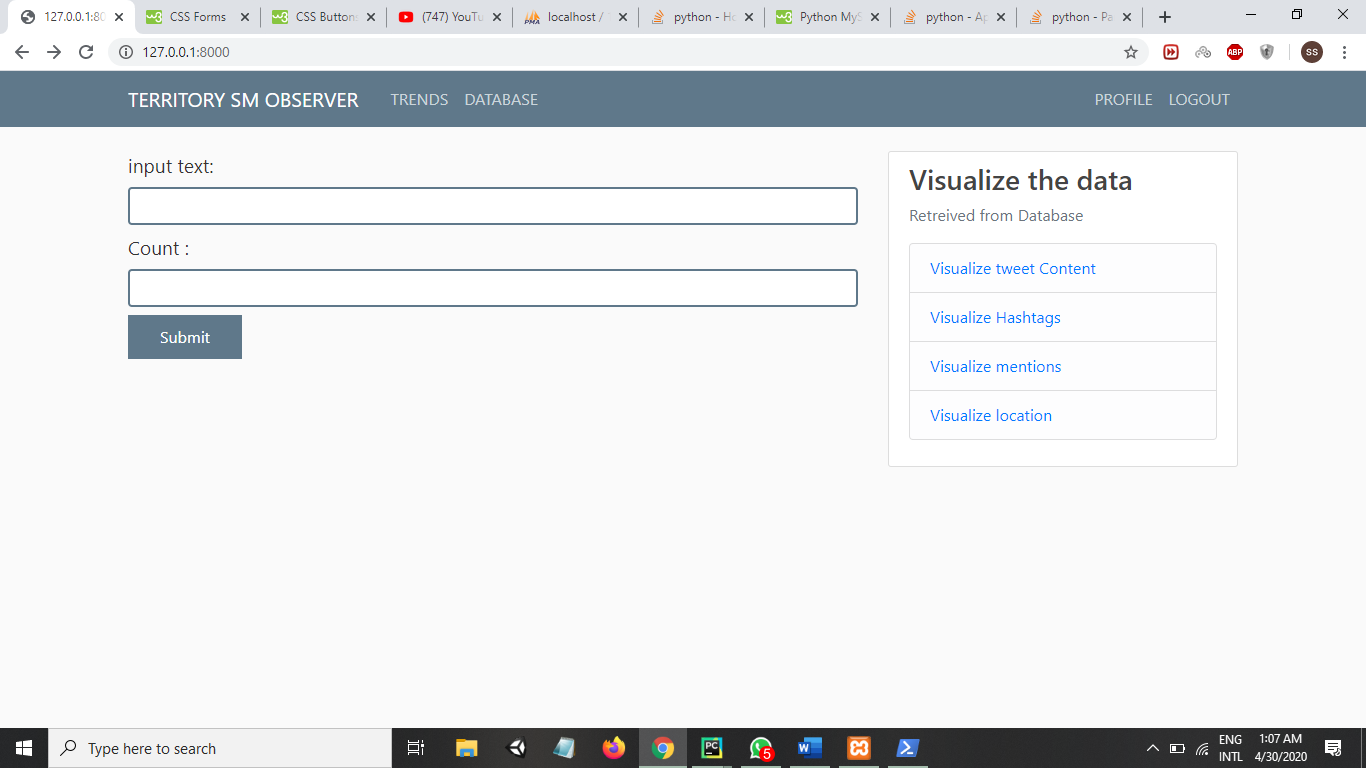 127.0.0.1:80
CSS Forms
CSS Button
(747) YouTu
localhost /
python - Ho
Python MyS
python - Ap
python - Pa
127.0.0.1:8000
ABP
SS
TERRITORY SM OBSERVER TRENDS DATABASE PROFILE LOGOUT
input text:
Count :
Submit
Visualize the data
Retreived from Database
Visualize tweet Content
Visualize Hashtags
Visualize mentions
Visualize location
Type here to search
PC
5
W
ENG
INTL
1:07 AM
4/30/2020